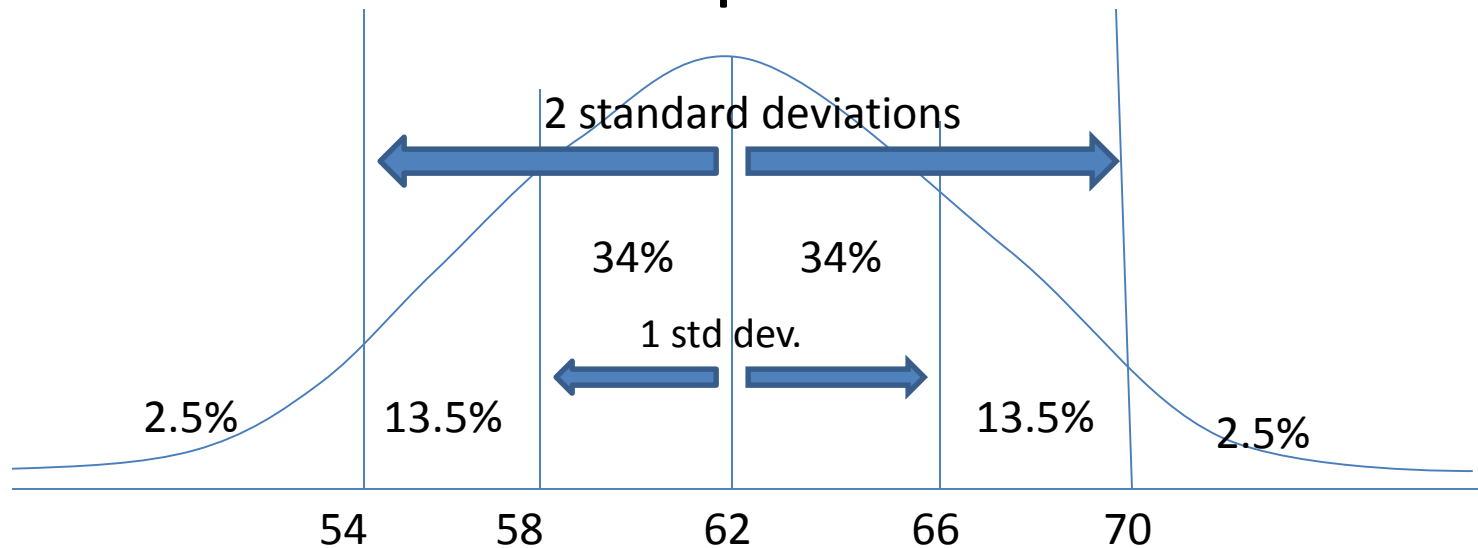 2 standard deviations
34% 34%
1 std dev.
2.5% 13.5% 13.5% 2.5%
54 58 62 66 70